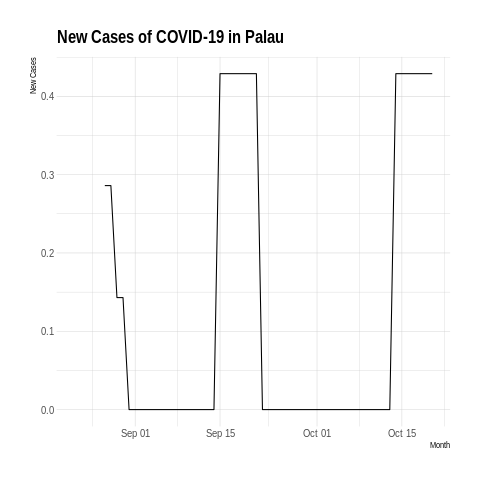 New Cases of COVID-19 in Palau
New Cases
0.4
0.3
0.2
0.1
0.0
Sep 01 Sep 15 Oct 01 Oct 15
Month